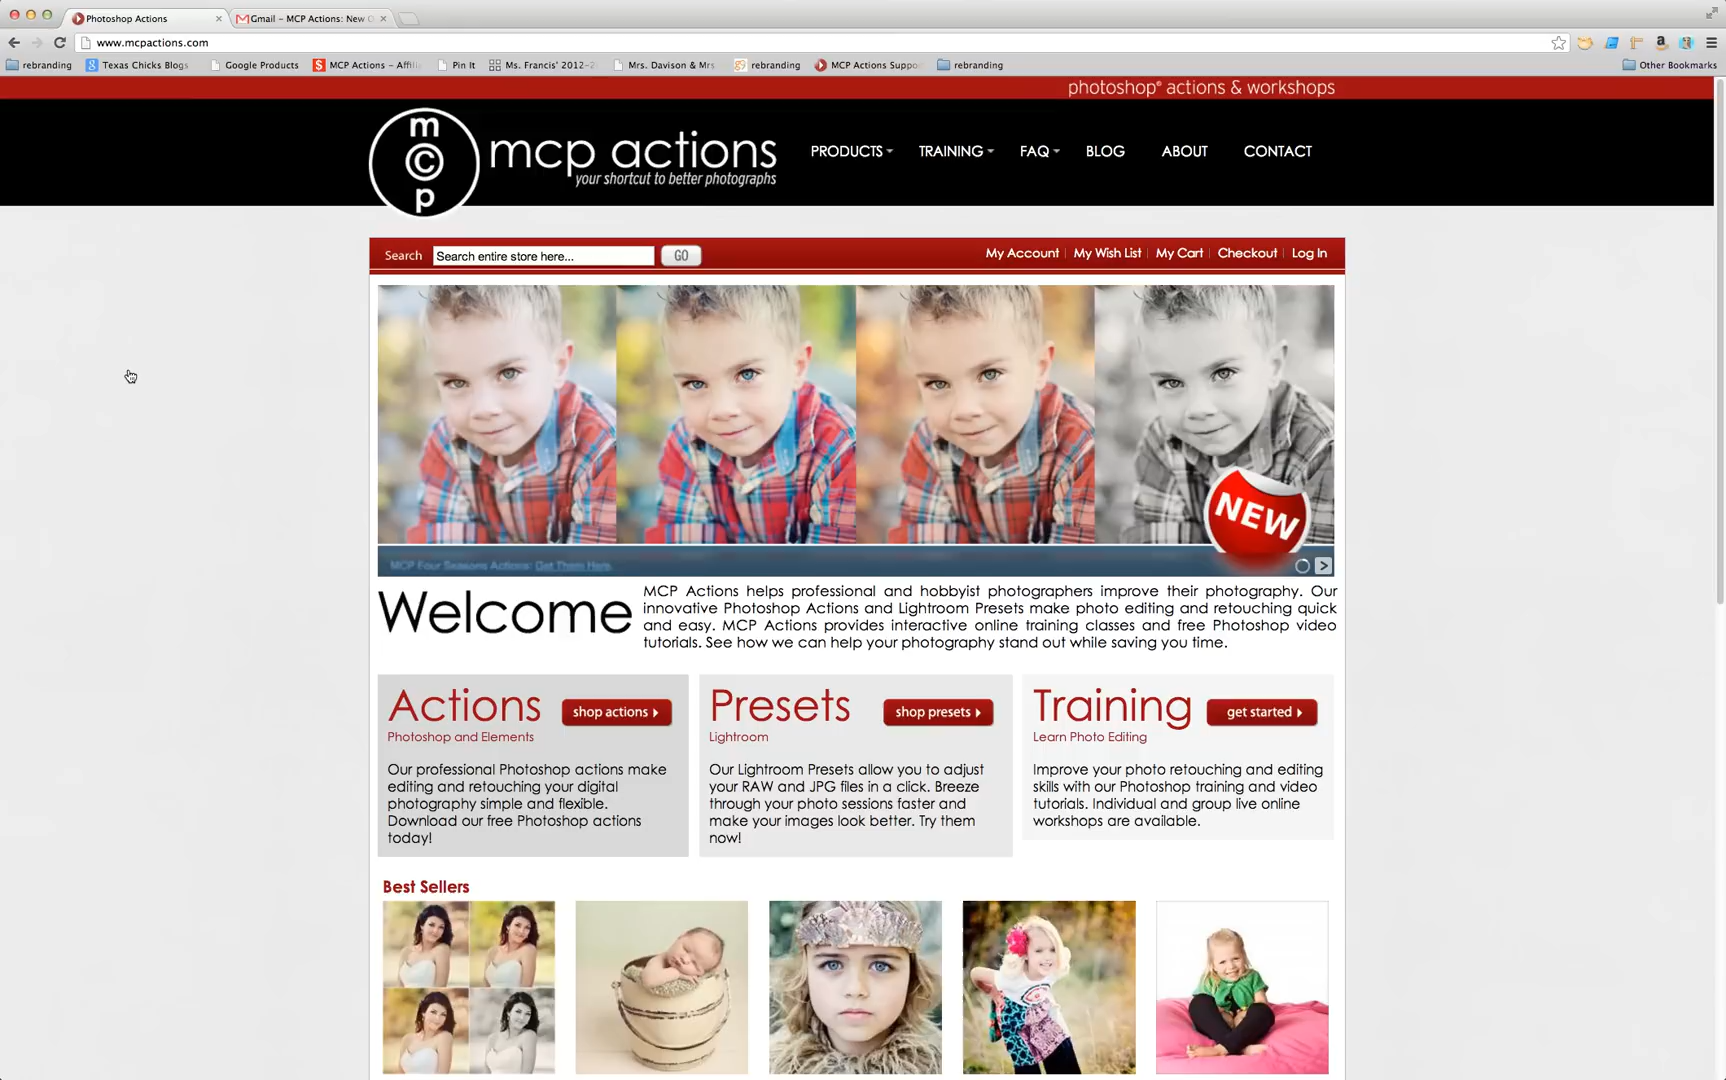 Photoshop Actions
Gmail - MCP Actions: New O
www.mcpactions.com
rebranding
Texas Chicks Blogs
Google Products
MCP Actions - Affili
Pin It
Ms. Francis' 2012-2
Mrs. Davison & Mrs
rebranding
MCP Actions Suppo
rebranding
Other Bookmarks
photoshop® actions & workshops
m © p
mcp actions
your shortcut to better photographs
PRODUCTS
TRAINING
FAQ
BLOG
ABOUT
CONTACT
Search
Search entire store here...
GO
My Account
My Wish List
My Cart
Checkout
Log In
NEW
MCP Four Seasons Actions: Get Them Here.
Welcome
MCP Actions helps professional and hobbyist photographers improve their photography. Our
innovative Photoshop Actions and Lightroom Presets make photo editing and retouching quick
and easy. MCP Actions provides interactive online training classes and free Photoshop video
tutorials. See how we can help your photography stand out while saving you time.
Actions
shop actions
Photoshop and Elements
Our professional Photoshop actions make
editing and retouching your digital
photography simple and flexible.
Download our free Photoshop actions
today!
Presets
shop presets
Lightroom
Our Lightroom Presets allow you to adjust
your RAW and JPG files in a click. Breeze
through your photo sessions faster and
make your images look better. Try them
now!
Training
get started
Learn Photo Editing
Improve your photo retouching and editing
skills with our Photoshop training and video
tutorials. Individual and group live online
workshops are available.
Best Sellers